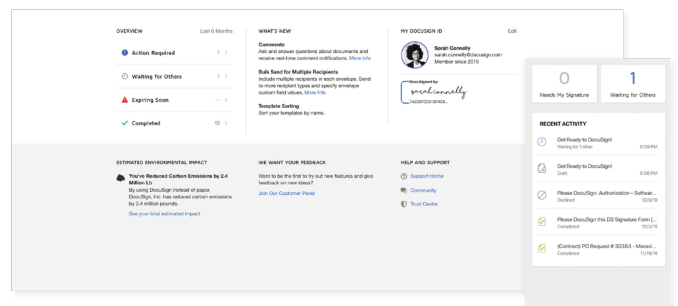 OVERVIEW
Last 6 Months
Action Required
1
Waiting for Others
1
Expiring Soon
Completed
12
WHAT'S NEW
Comments
Ask and answer questions about documents and
receive real-time comment notifications. More Info
Bulk Send for Multiple Recipients
Include multiple recipients in each envelope. Send
to more recipient types and specify envelope
custom field values. More Info
Template Sorting
Sort your templates by name.
MY DOCUSIGN ID
Edit
Sarah Connelly
sarah.connelly@docusign.com
Member since 2019
DocuSigned by:
sarah connelly
ESTIMATED ENVIRONMENTAL IMPACT
You've Reduced Carbon Emissions by 2.4
Million Lb
By using DocuSign instead of paper,
DocuSign, Inc. has reduced carbon emissions
by 2.4 million pounds.
See your total estimated impact
WE WANT YOUR FEEDBACK
Want to be the first to try out new features and give
feedback on new ideas?
Join Our Customer Panel
HELP AND SUPPORT
Support Home
Community
Trust Center
0
Needs My Signature
1
Waiting for Others
RECENT ACTIVITY
Get Ready to DocuSign!
Waiting for 1 other
6:09 PM
Get Ready to DocuSign!
Draft
6:09 PM
Please DocuSign: Authorization – Softwar...
Declined
12/9/19
Please DocuSign this DS Signature Form [...
Completed
12/3/19
(Contract) PO Request # 30384 - Maravi...
Completed
11/19/19